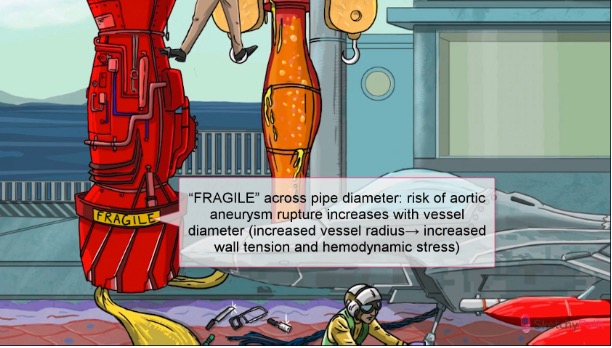 FRAGILE
"FRAGILE" across pipe diameter: risk of aortic
aneurysm rupture increases with vessel
diameter (increased vessel radius→ increased
wall tension and hemodynamic stress)